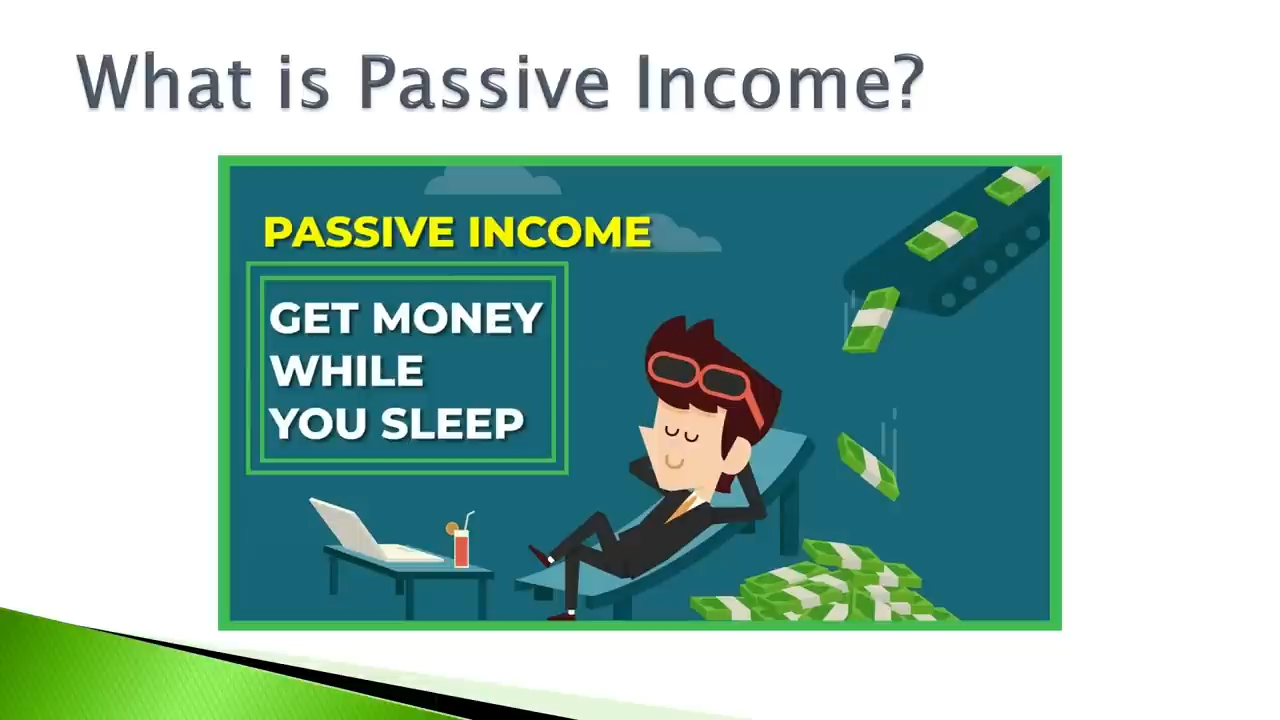 What is Passive Income?
PASSIVE INCOME
GET MONEY
WHILE
YOU SLEEP